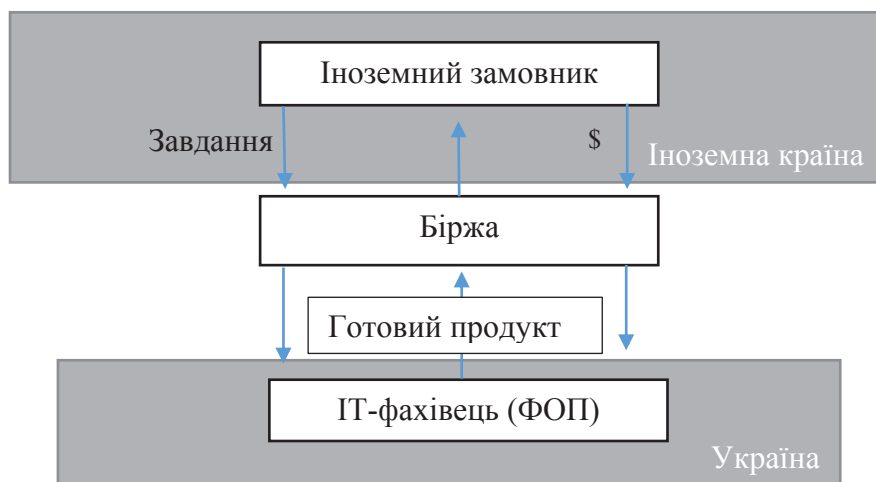 Іноземний замовник
Завдання
$
Іноземна країна
Біржа
Готовий продукт
ІТ-фахівець (ФОП)
Україна